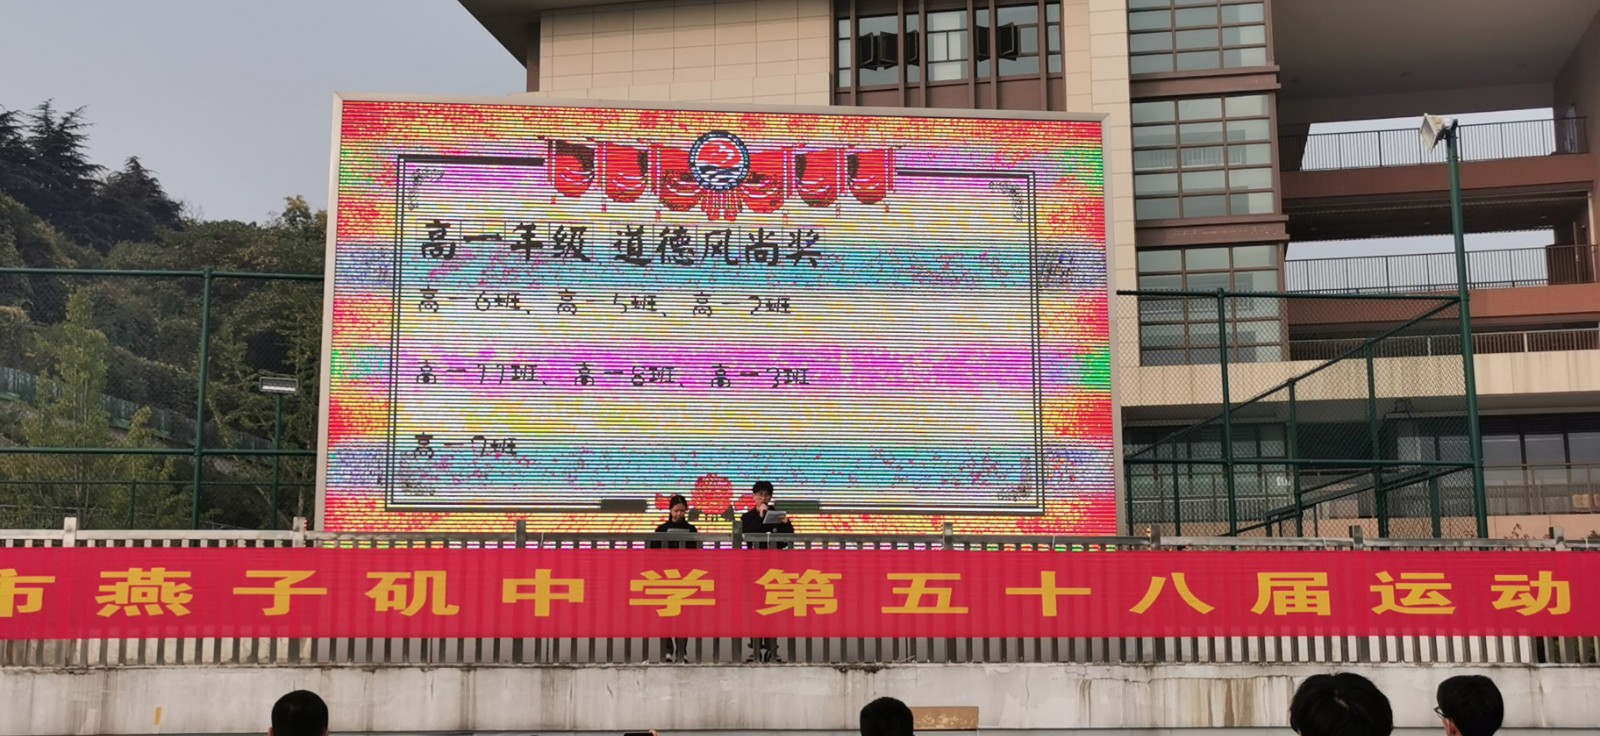 高一年级 道德风尚奖
高一6班、高一5班、高一2班
高一11班、高一8班、高一3班
高一班
市燕子矶中学第五十八届运动